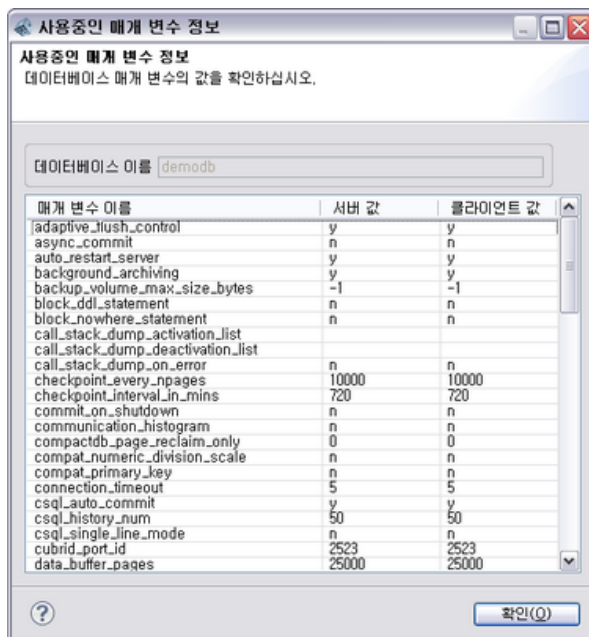 사용중인 매개 변수 정보
사용중인 매개 변수 정보
데이터베이스 매개 변수의 값을 확인하십시오.
데이터베이스 이름 demodb
매개 변수 이름 서버 값 클라이언트 값
adaptive_flush_control y y
async_commit n n
auto_restart_server y y
background_archiving y y
backup_volume_max_size_bytes -1 -1
block_ddl_statement n n
block_nowhere_statement n n
call_stack_dump_activation_list
call_stack_dump_deactivation_list
call_stack_dump_on_error n n
checkpoint_every_npages 10000 10000
checkpoint_interval_in_mins 720 720
commit_on_shutdown n n
communication_histogram n n
compactdb_page_reclaim_only 0 0
compat_numeric_division_scale n n
compat_primary_key n n
connection_timeout 5 5
csql_auto_commit y y
csql_history_num 50 50
csql_single_line_mode n n
cubrid_port_id 2523 2523
data_buffer_pages 25000 25000
? 확인(O)